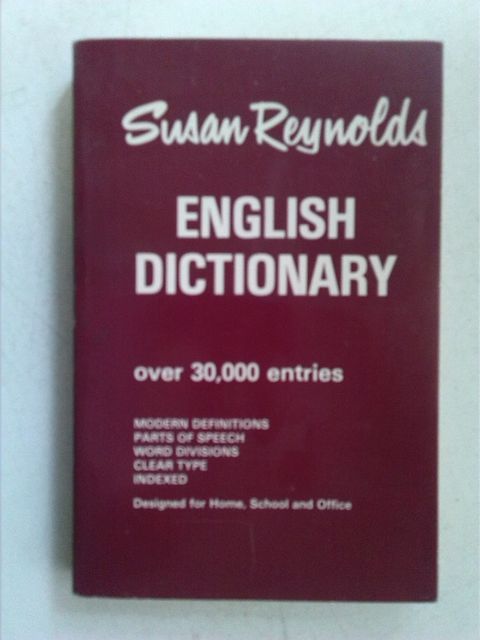 Susan Reynolds
ENGLISH
DICTIONARY
over 30,000 entries
MODERN DEFINITIONS
PARTS OF SPEECH
WORD DIVISIONS
CLEAR TYPE
INDEXED
Designed for Home, School and Office